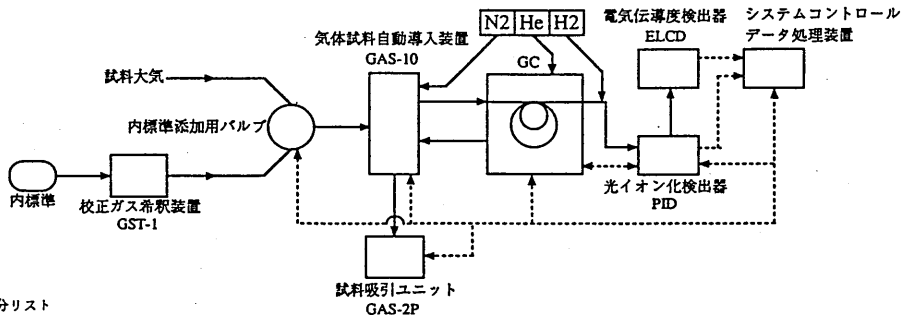 N2 He H2
電気伝導度検出器
ELCD
システムコントロール
データ処理装置
気体試料自動導入装置
GAS-10
GC
試料大気
内標準添加用バルブ
内標準
校正ガス希釈装置
GST-1
光イオン化検出器
PID
試料吸引ユニット
GAS-2P
分リスト